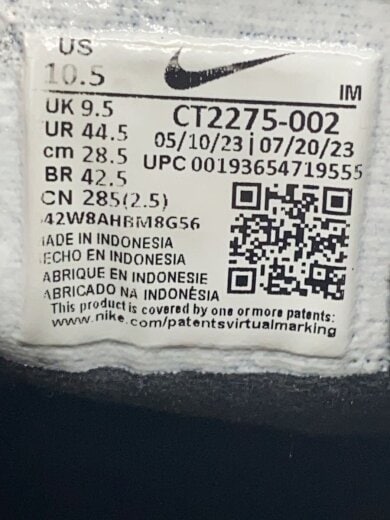 US
10.5
IM
UK 9.5
UR 44.5
cm 28.5
BR 42.5
CN 285(2.5)
CT2275-002
05/10/23 | 07/20/23
UPC 00193654719555
42W8AHBM8G56
IADE IN INDONESIA
ECHO EN INDONESIA
ABRIQUE EN INDONESIE
ABRICADO NA INDONÉSIA
This product is covered by one or more patents:
www.nike.com/patentsvirtualmarking